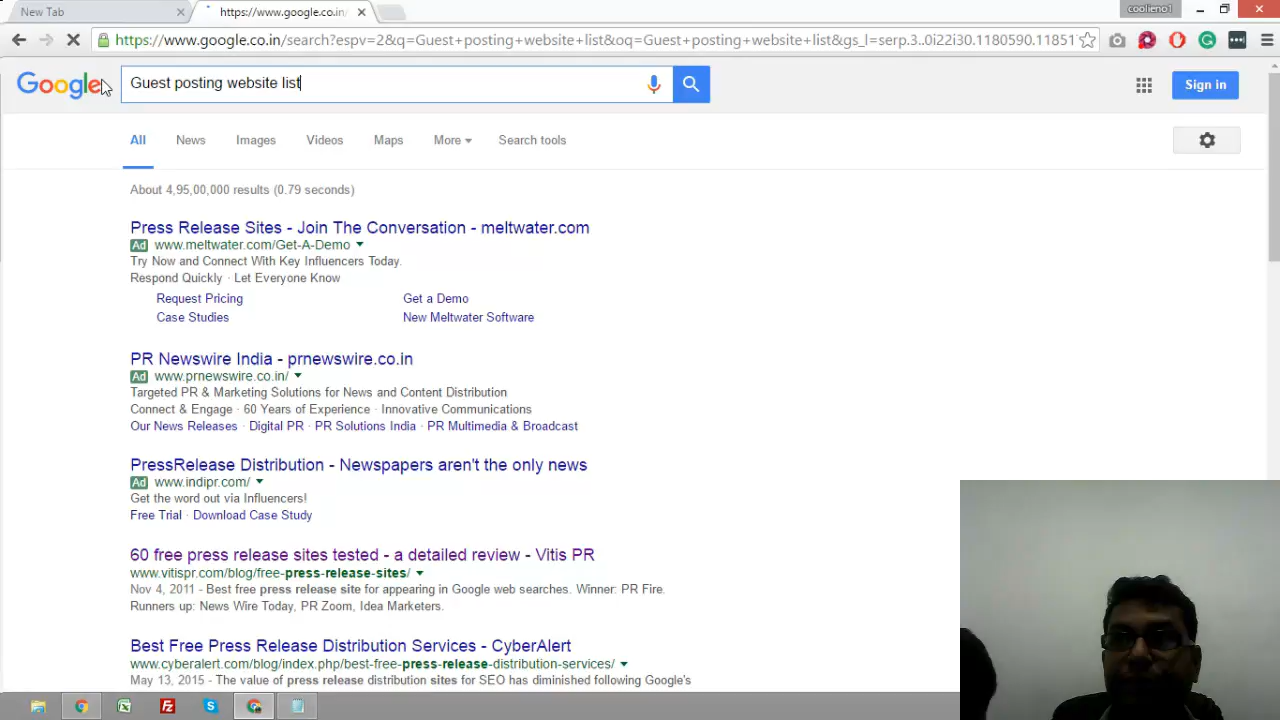 New Tab
https://www.google.co.in/
coolieno1
https://www.google.co.in/search?espv=2&q=Guest+posting+website+list&oq=Guest+posting+website+list&gs_l=serp.3..0i22i30.1180590.11851
Google
Guest posting website list
Sign in
All News Images Videos Maps More Search tools
About 4,95,00,000 results (0.79 seconds)
Press Release Sites - Join The Conversation - meltwater.com
Ad www.meltwater.com/Get-A-Demo
Try Now and Connect With Key Influencers Today.
Respond Quickly · Let Everyone Know
Request Pricing Get a Demo
Case Studies New Meltwater Software
PR Newswire India - prnewswire.co.in
Ad www.prnewswire.co.in/
Targeted PR & Marketing Solutions for News and Content Distribution
Connect & Engage · 60 Years of Experience · Innovative Communications
Our News Releases · Digital PR · PR Solutions India · PR Multimedia & Broadcast
PressRelease Distribution - Newspapers aren't the only news
Ad www.indipr.com/
Get the word out via Influencers!
Free Trial · Download Case Study
60 free press release sites tested - a detailed review - Vitis PR
www.vitispr.com/blog/free-press-release-sites/
Nov 4, 2011 - Best free press release site for appearing in Google web searches. Winner: PR Fire.
Runners up: News Wire Today, PR Zoom, Idea Marketers.
Best Free Press Release Distribution Services - CyberAlert
www.cyberalert.com/blog/index.php/best-free-press-release-distribution-services/
May 13, 2015 - The value of press release distribution sites for SEO has diminished following Google's